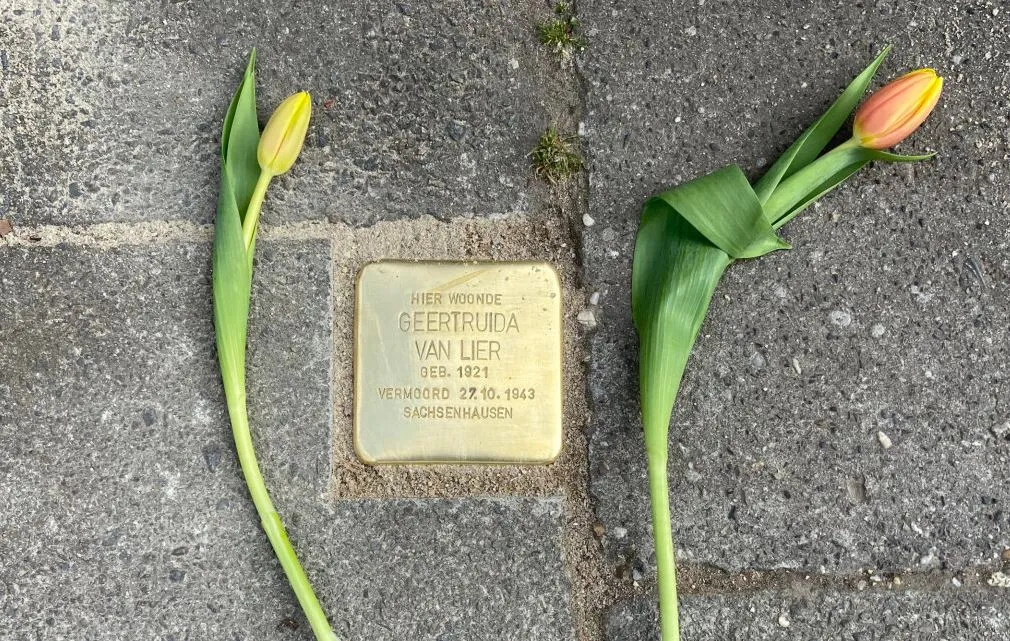 HIER WOONDE
GEERTRUIDA
VAN LIER
GEB. 1921
VERMOORD 27.10.1943
SACHSENHAUSEN